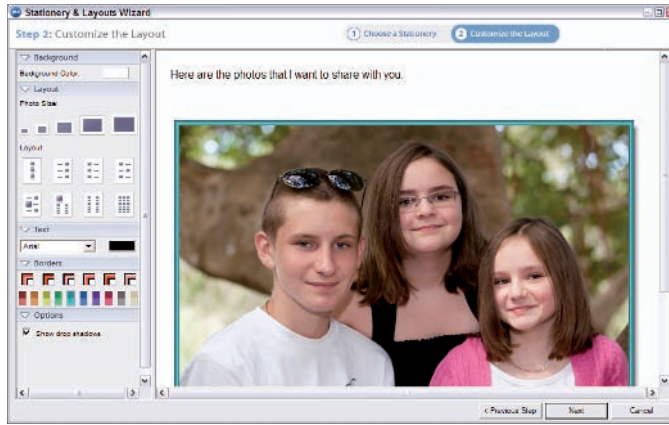 Stationery & Layouts Wizard
Step 2: Customize the Layout
1 Choose a Stationery
2 Customize the Layout
Background
Background Color:
Layout
Photo Size:
Layout
Text
Arial
Borders
Options
Show drop shadows
Here are the photos that I want to share with you.
< Previous Step
Next
Cancel